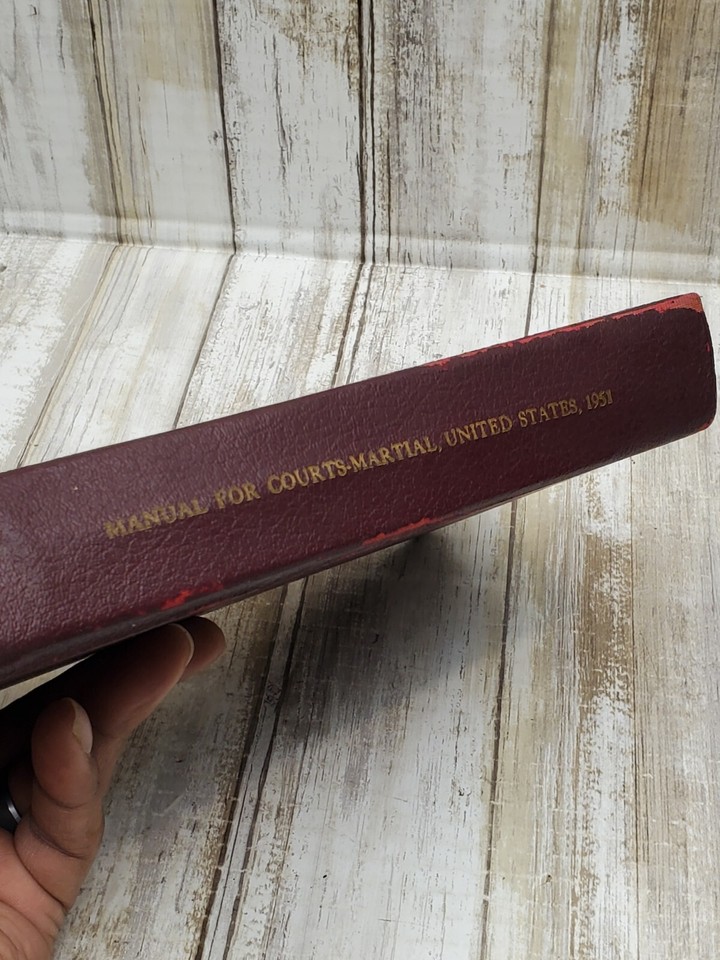 MANUAL FOR COURTS-MARTIAL, UNITED STATES, 1951